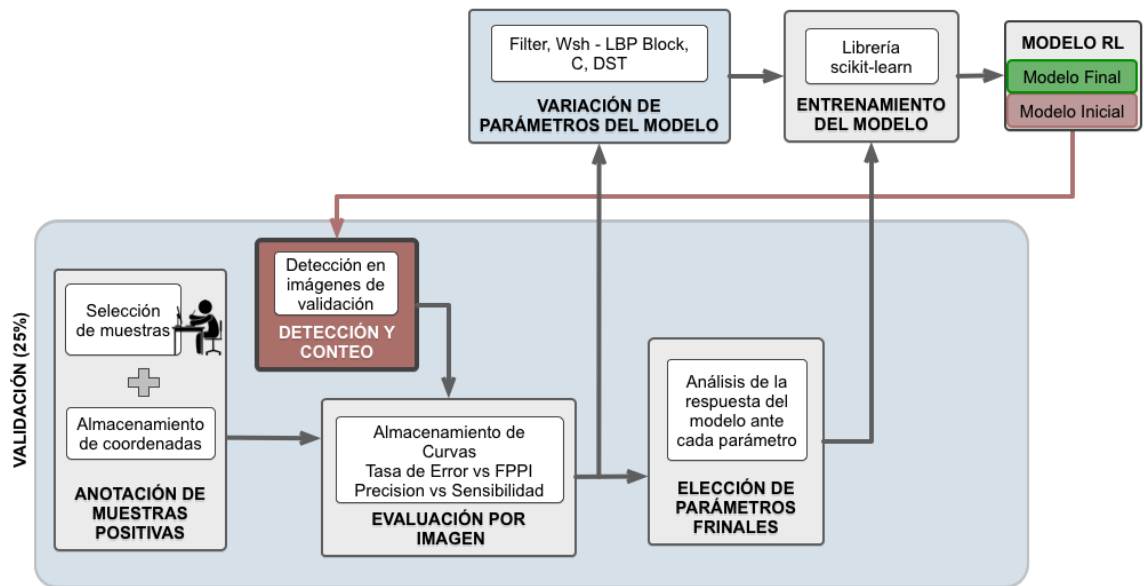 Filter, Wsh - LBP Block,
C, DST
VARIACIÓN DE
PARÁMETROS DEL MODELO
Librería
scikit-learn
ENTRENAMIENTO
DEL MODELO
MODELO RL
Modelo Final
Modelo Inicial
VALIDACIÓN (25%)
Selección
de muestras
Almacenamiento
de coordenadas
ANOTACIÓN DE
MUESTRAS
POSITIVAS
Detección en
imágenes de
validación
DETECCIÓN Y
CONTEO
Almacenamiento de
Curvas
Tasa de Error vs FPPI
Precision vs Sensibilidad
EVALUACIÓN POR
IMAGEN
Análisis de la
respuesta del
modelo ante
cada parámetro
ELECCIÓN DE
PARÁMETROS
FRINALES